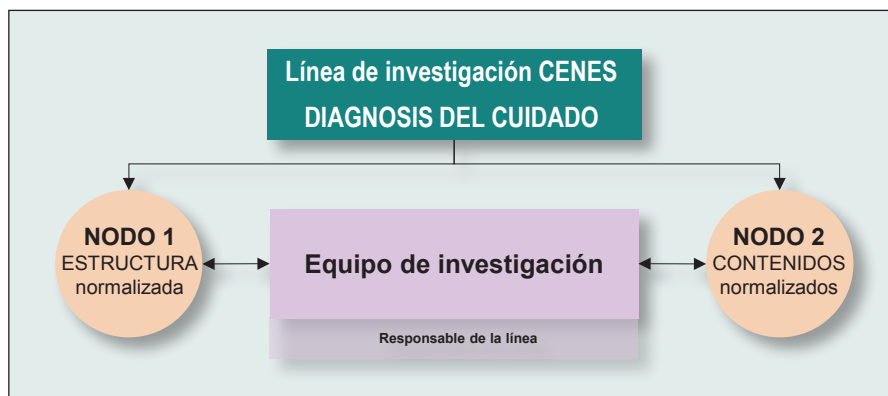 Línea de investigación CENES
DIAGNOSIS DEL CUIDADO
NODO 1
ESTRUCTURA
normalizada
Equipo de investigación
Responsable de la línea
NODO 2
CONTENIDOS
normalizados